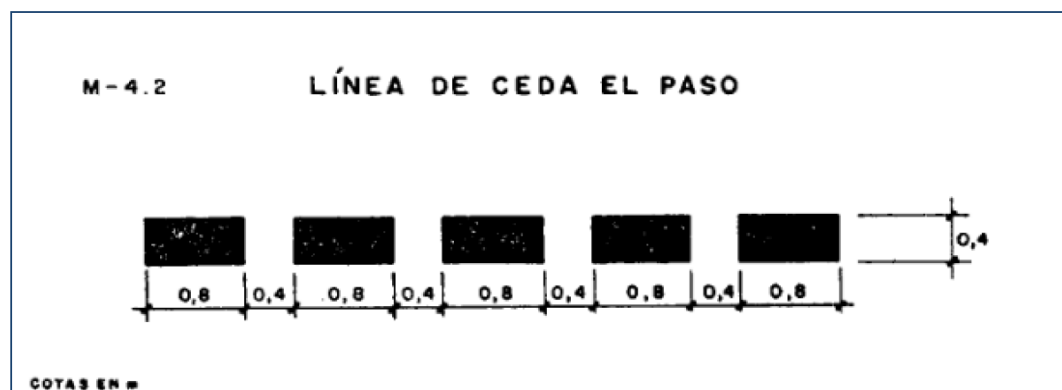 M-4.2 LÍNEA DE CEDA EL PASO
0,4
0,8 0,4 0,8 0,4 0,8 0,4 0,8 0,4 0,8
COTAS EN m